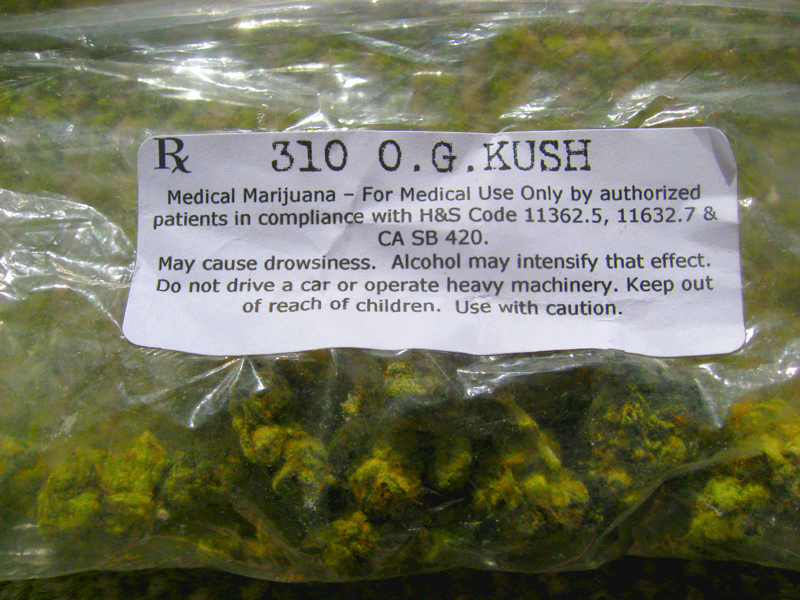 Rx 310 O.G.KUSH
Medical Marijuana – For Medical Use Only by authorized
patients in compliance with H&S Code 11362.5, 11632.7 &
CA SB 420.
May cause drowsiness. Alcohol may intensify that effect.
Do not drive a car or operate heavy machinery. Keep out
of reach of children. Use with caution.